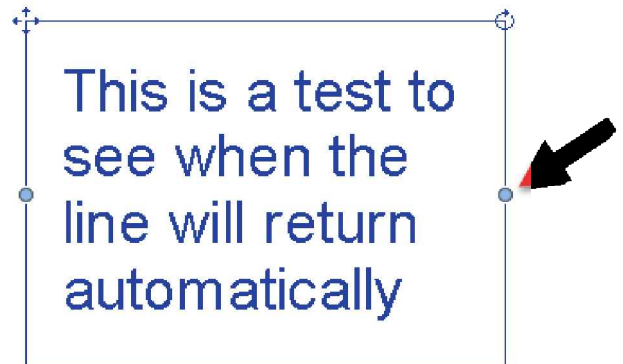 This is a test to
see when the
line will return
automatically